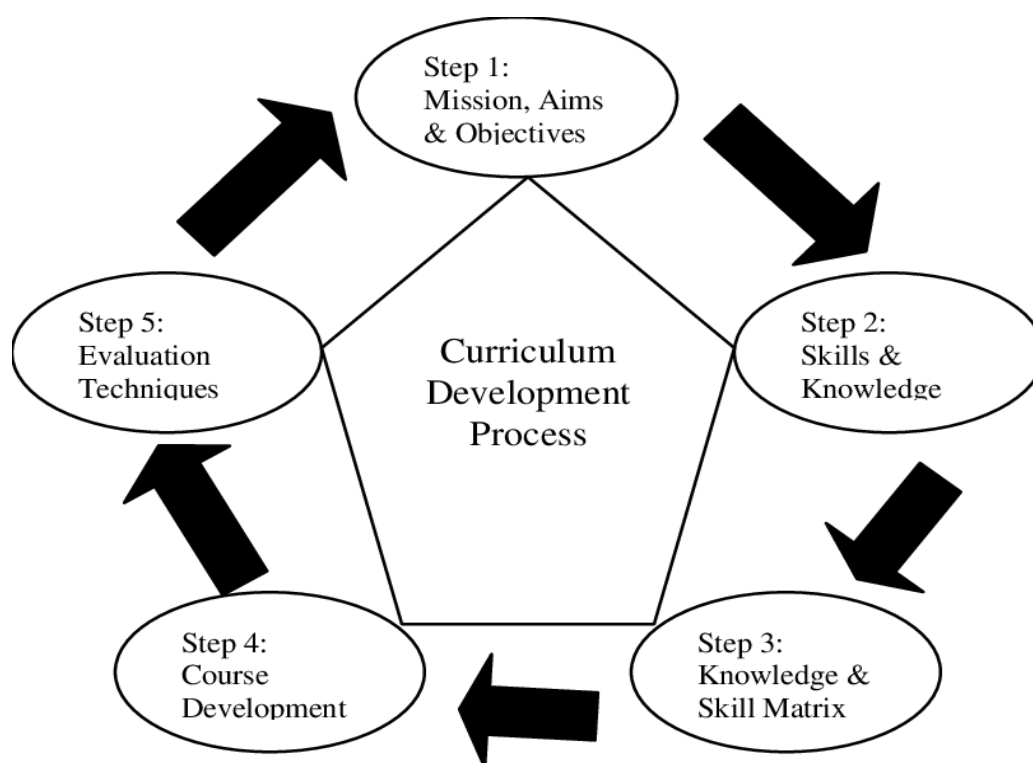 Step 1:
Mission, Aims
& Objectives
Step 2:
Skills &
Knowledge
Step 3:
Knowledge &
Skill Matrix
Step 4:
Course
Development
Step 5:
Evaluation
Techniques
Curriculum
Development
Process